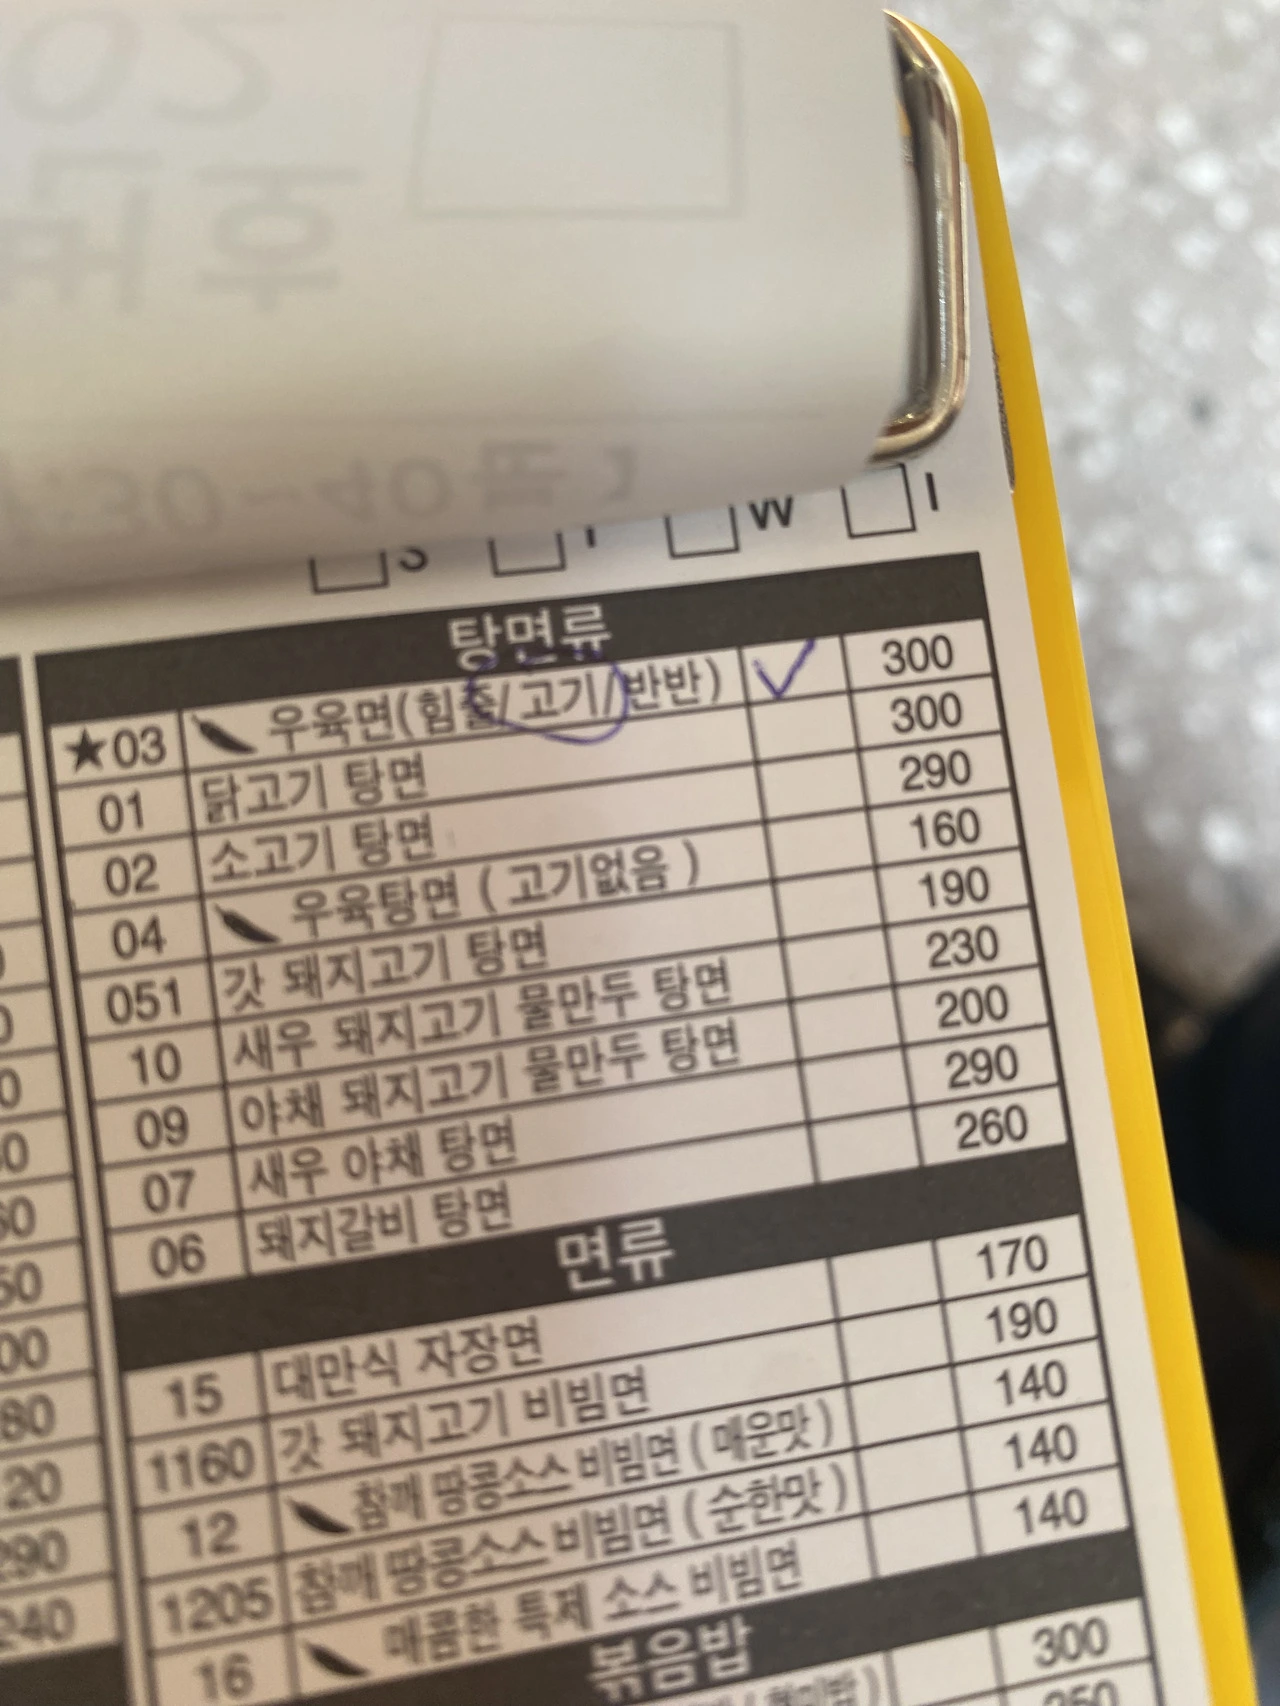 S
W
탕면류
★03 우육면(힘줄/고기/반반) ✓ 300
01 닭고기 탕면 300
02 소고기 탕면 290
04 우육탕면 ( 고기없음 ) 160
051 갓 돼지고기 탕면 190
10 새우 돼지고기 물만두 탕면 230
09 야채 돼지고기 물만두 탕면 200
07 새우 야채 탕면 290
06 돼지갈비 탕면 260
면류
15 대만식 자장면 170
1160 갓 돼지고기 비빔면 190
12 참깨 땅콩소스 비빔면 ( 매운맛 ) 140
1205 참깨 땅콩소스 비빔면 ( 순한맛 ) 140
16 매콤한 특제 소스 비빔면 140
볶음밥
300